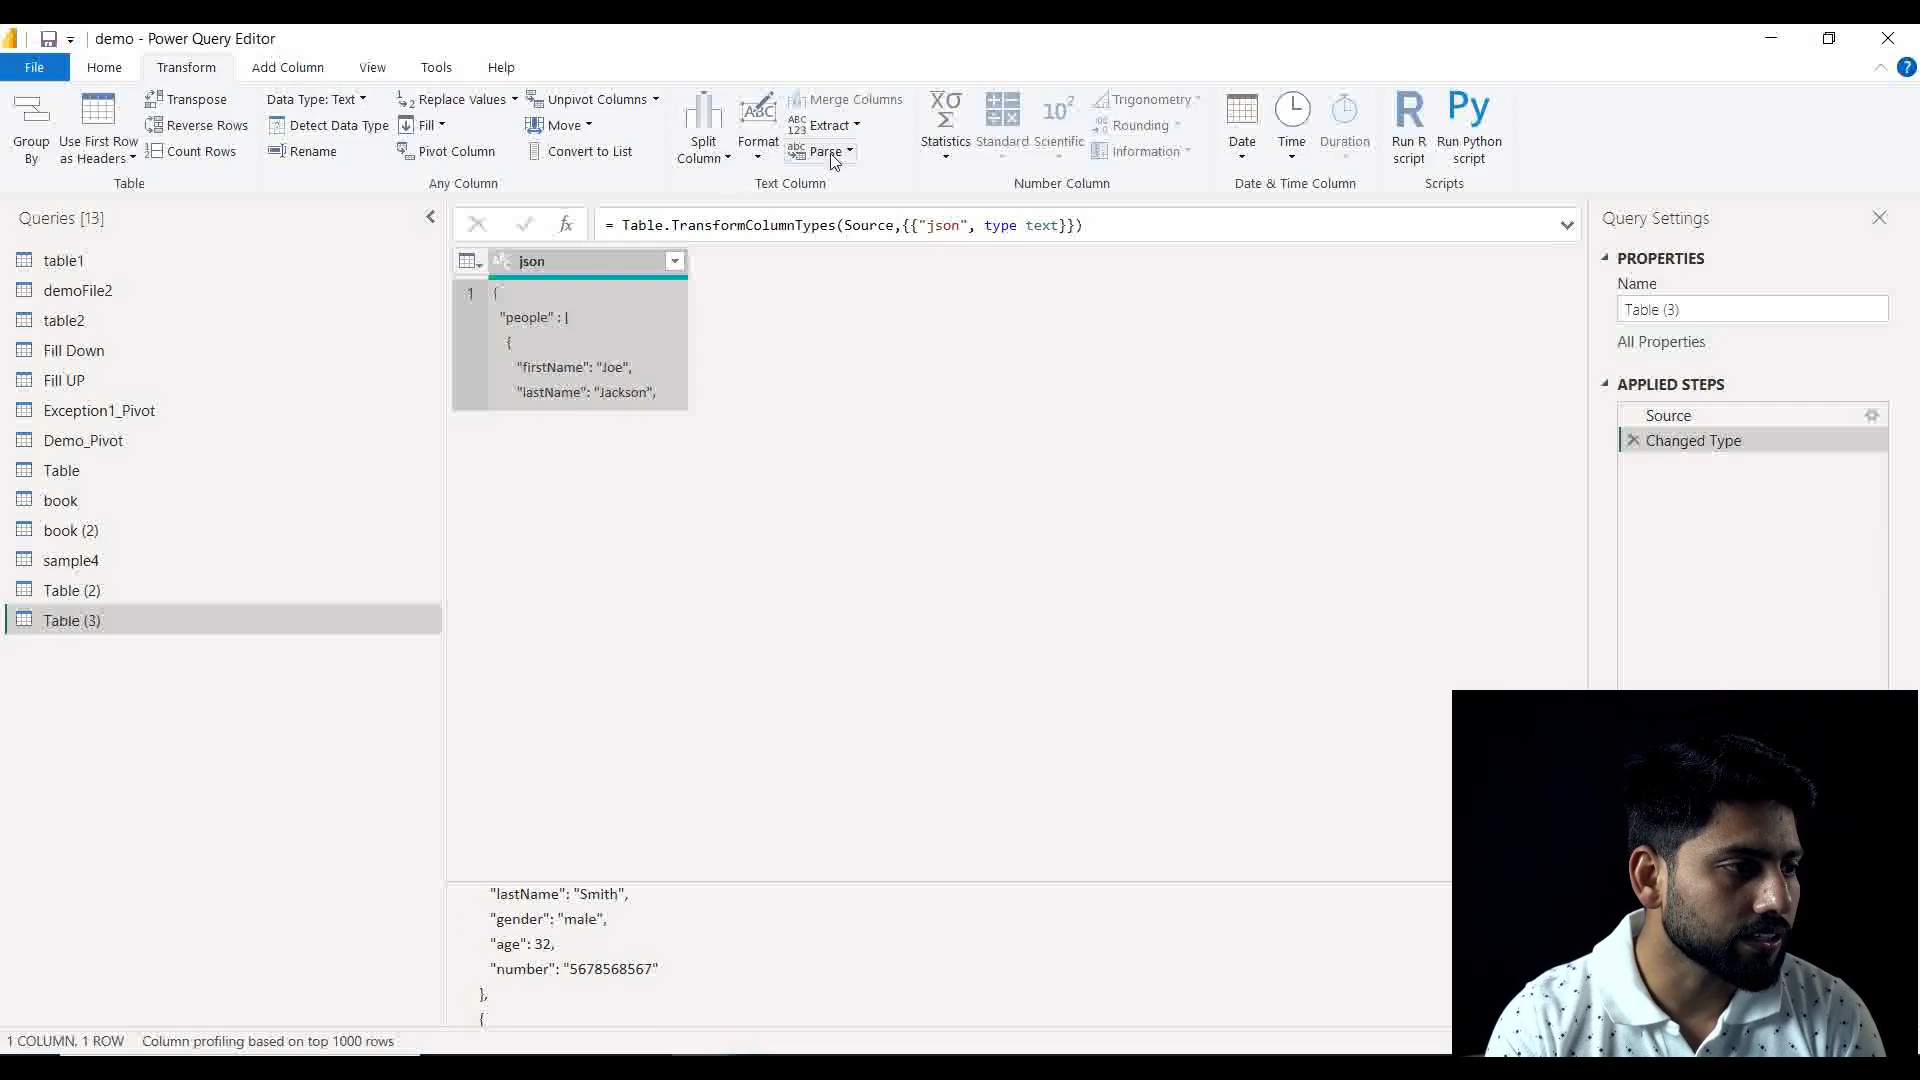 demo - Power Query Editor
File Home Transform Add Column View Tools Help
?
Group By
Use First Row as Headers
Transpose
Reverse Rows
Count Rows
Table
Data Type: Text
Detect Data Type
Rename
Replace Values
Fill
Pivot Column
Unpivot Columns
Move
Convert to List
Any Column
Split Column
Format
Merge Columns
Extract
Parse
Text Column
Statistics
Standard
Scientific
Trigonometry
Rounding
Information
Number Column
Date
Time
Duration
Date & Time Column
Run R script
Run Python script
Scripts
Queries [13]
table1
demoFile2
table2
Fill Down
Fill UP
Exception1_Pivot
Demo_Pivot
Table
book
book (2)
sample4
Table (2)
Table (3)
fx
= Table.TransformColumnTypes(Source,{{"json", type text}})
json
1 {
"people" : [
{
"firstName": "Joe",
"lastName": "Jackson",
"lastName": "Smith",
"gender": "male",
"age": 32,
"number": "5678568567"
},
{
Query Settings
PROPERTIES
Name
Table (3)
All Properties
APPLIED STEPS
Source
Changed Type
1 COLUMN, 1 ROW Column profiling based on top 1000 rows